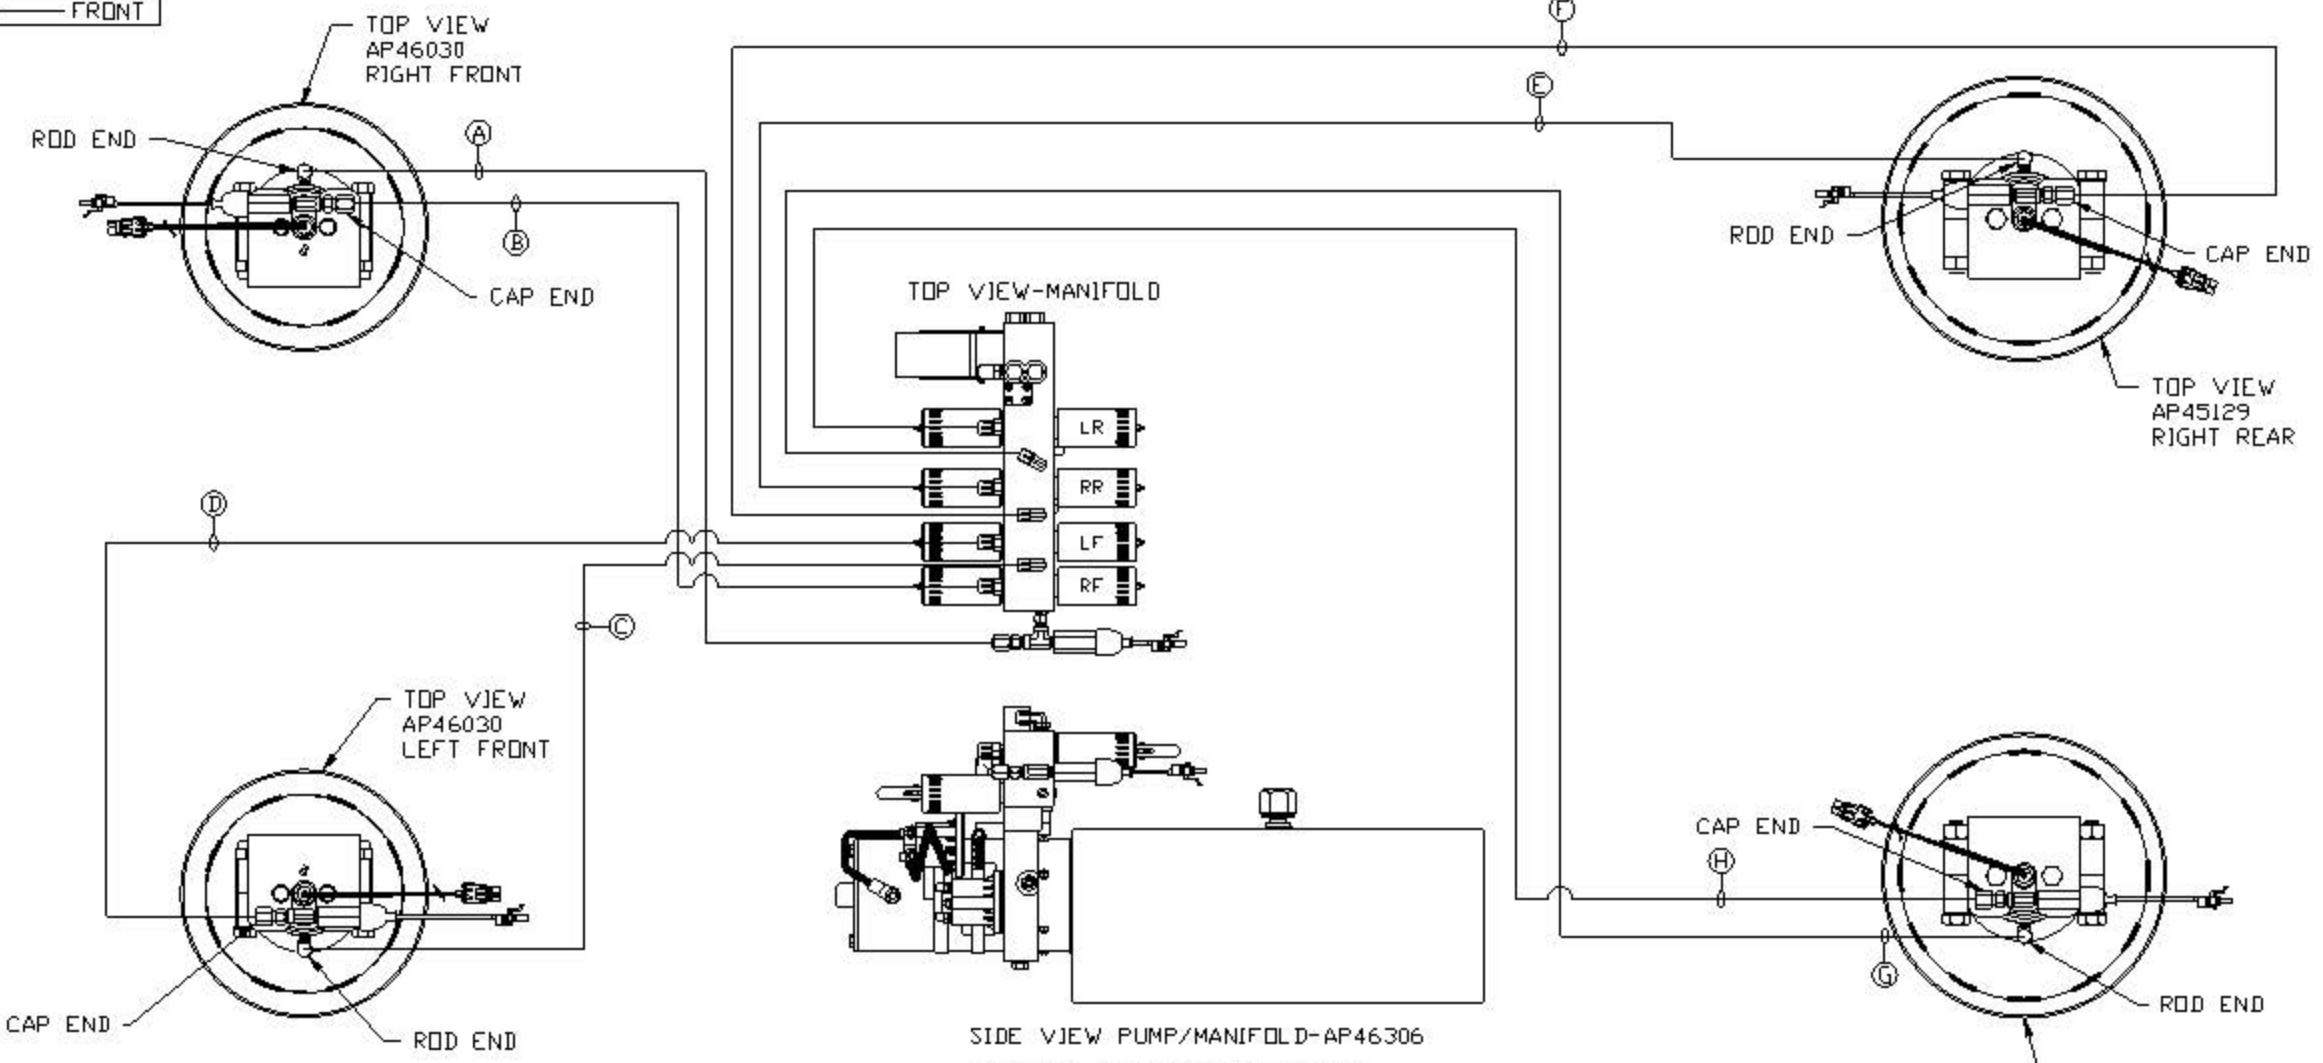 FRONT
TOP VIEW
AP46030
RIGHT FRONT
ROD END
A
B
CAP END
F
E
ROD END
CAP END
TOP VIEW
AP45129
RIGHT REAR
TOP VIEW-MANIFOLD
LR
RR
LF
RF
D
C
TOP VIEW
AP46030
LEFT FRONT
CAP END
ROD END
CAP END
H
G
ROD END
SIDE VIEW PUMP/MANIFOLD-AP46306